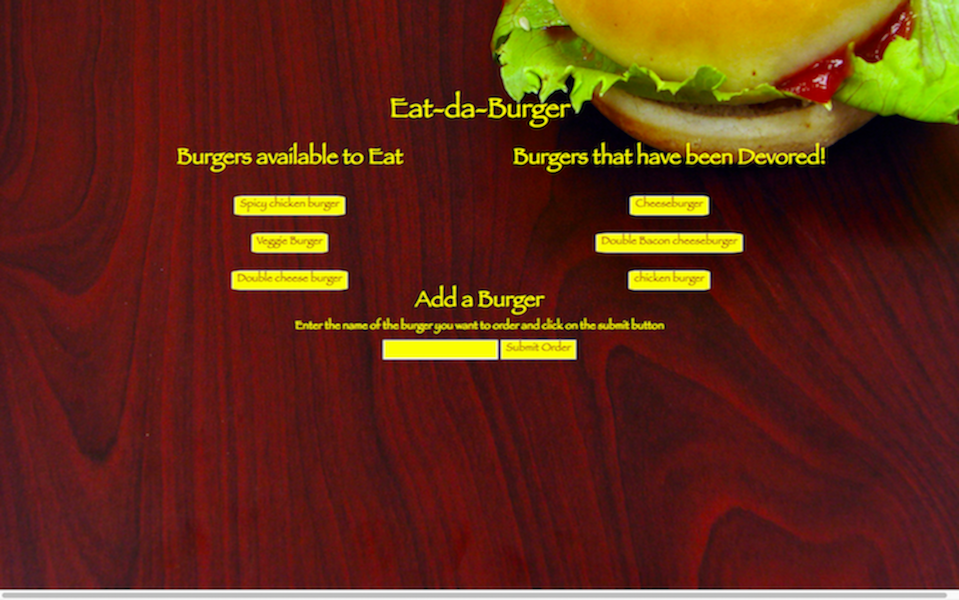 Eat-da-Burger
Burgers available to Eat
Spicy chicken burger
Veggie Burger
Double cheese burger
Burgers that have been Devored!
Cheeseburger
Double Bacon cheeseburger
chicken burger
Add a Burger
Enter the name of the burger you want to order and click on the submit button
Submit Order